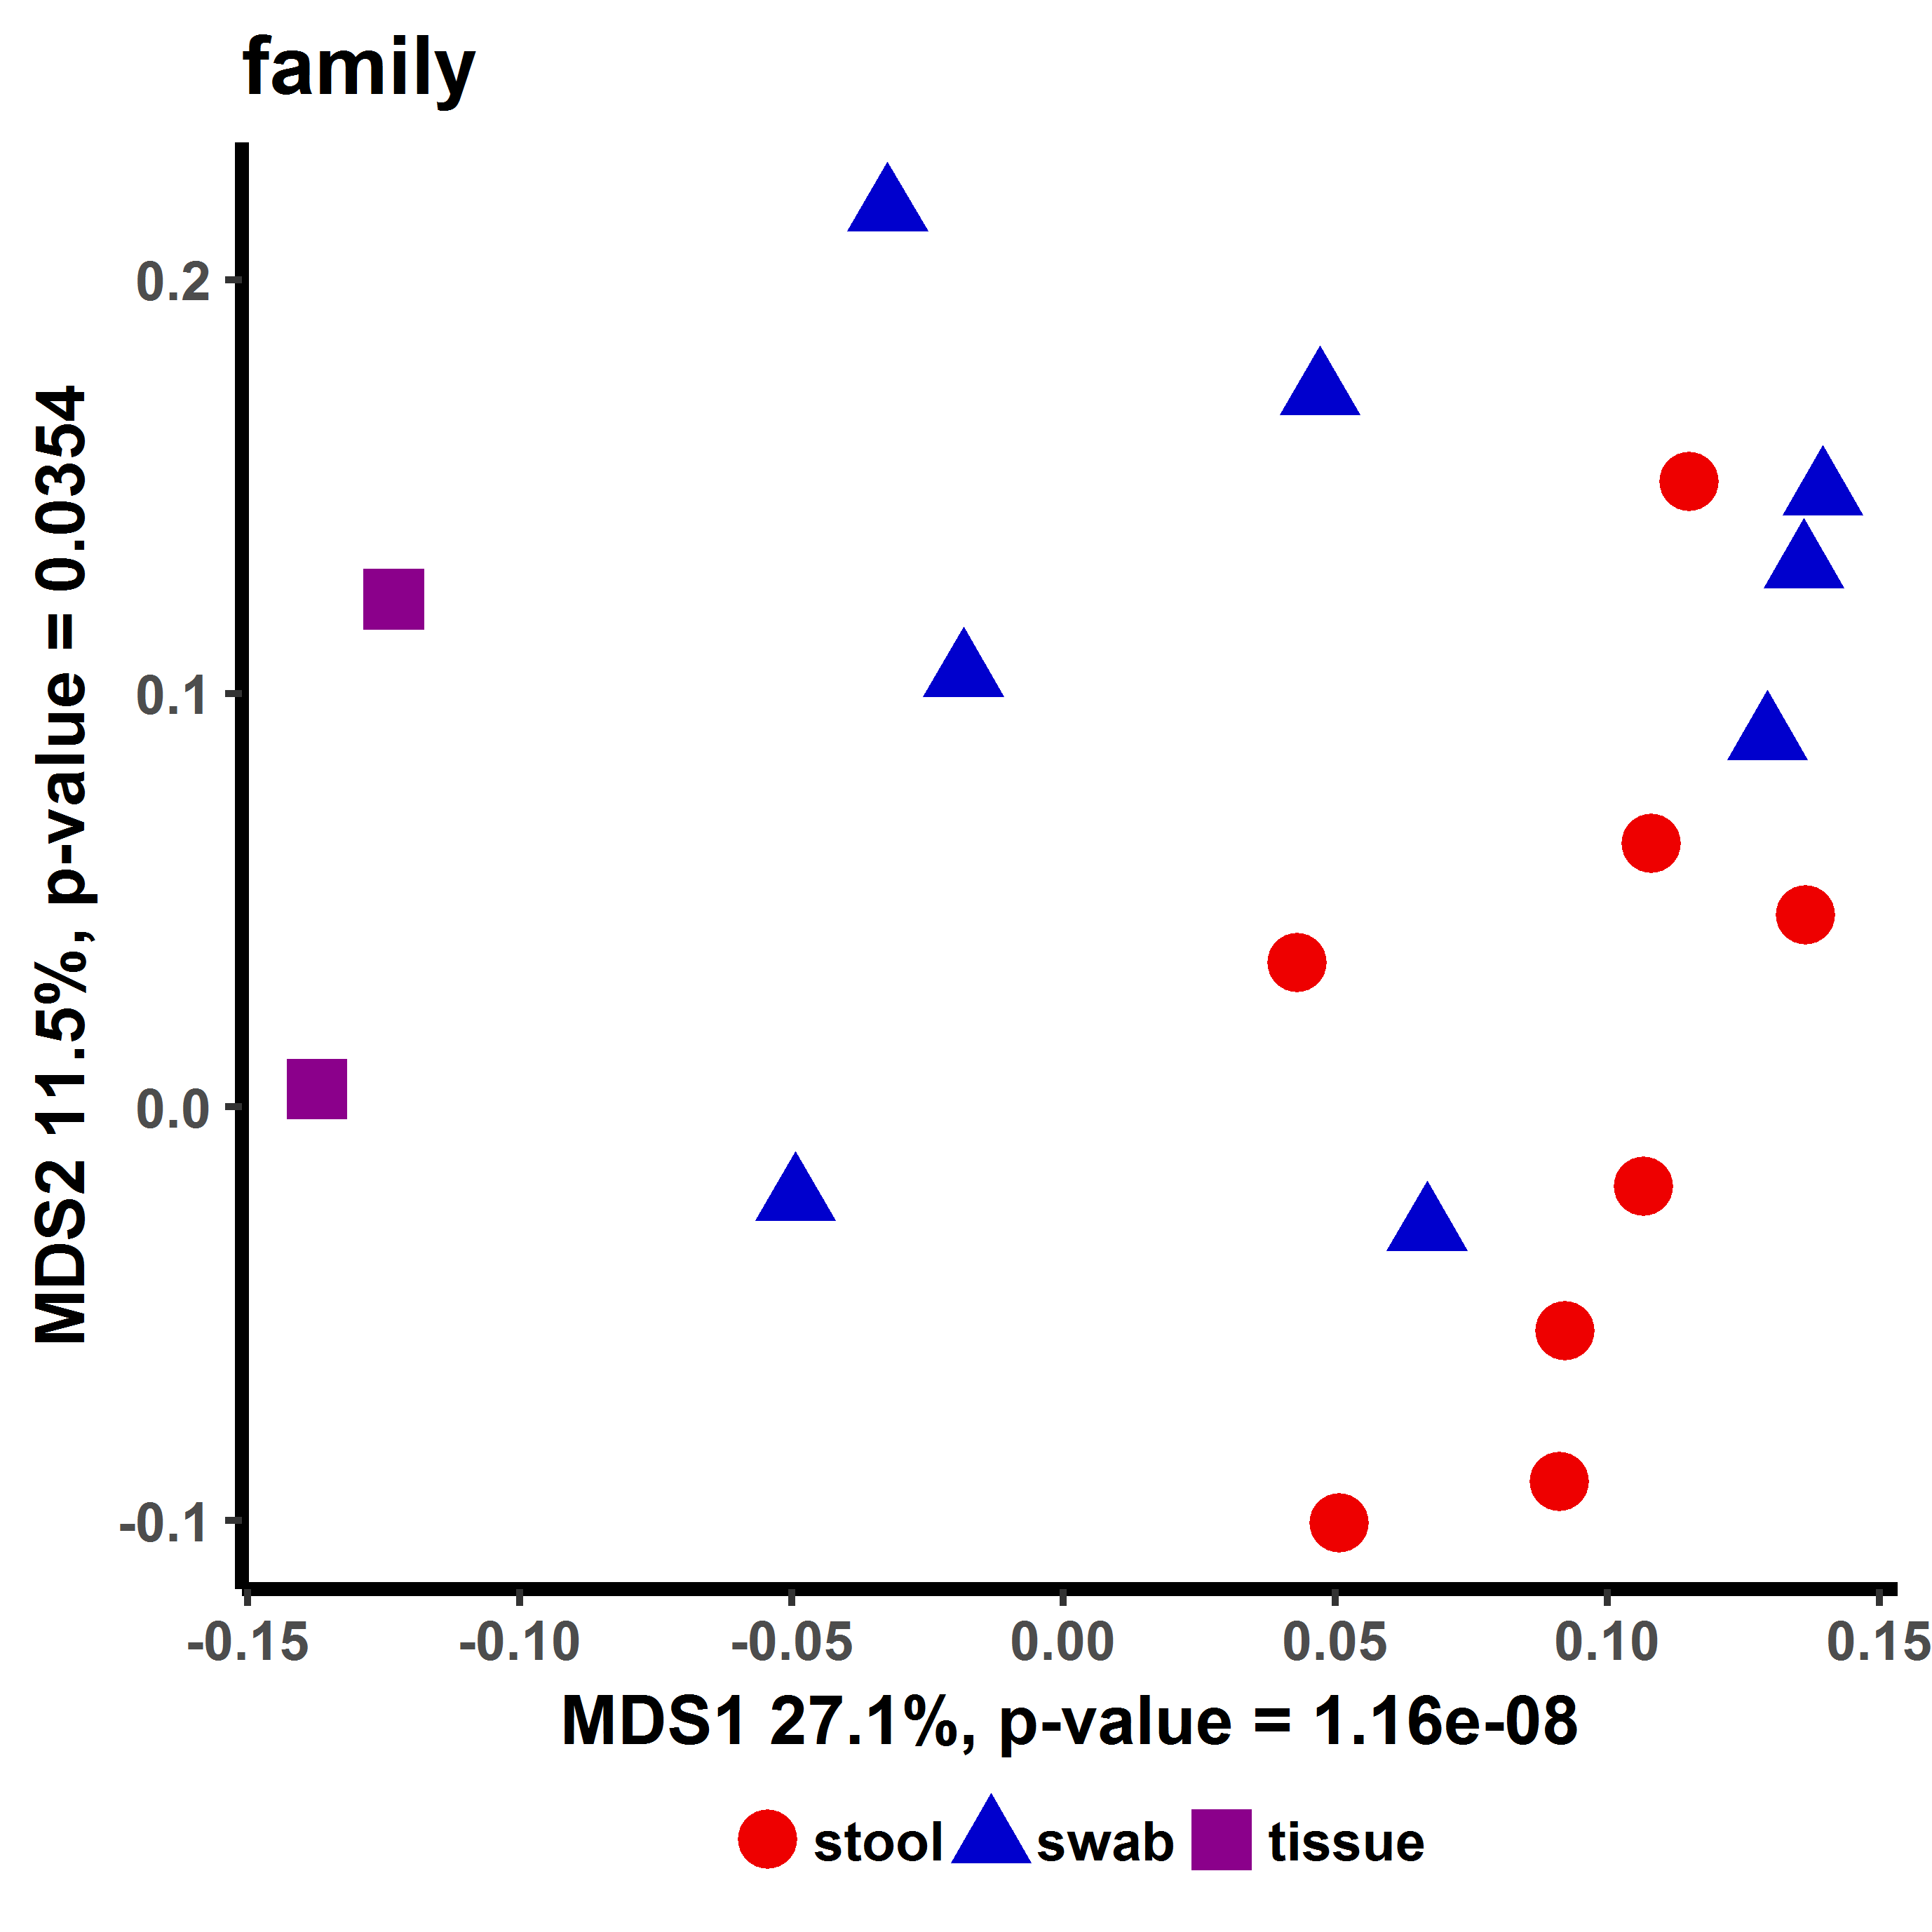 family
MDS2 11.5%, p-value = 0.0354
0.2
0.1
0.0
-0.1
-0.15 -0.10 -0.05 0.00 0.05 0.10 0.15
MDS1 27.1%, p-value = 1.16e-08
stool swab tissue